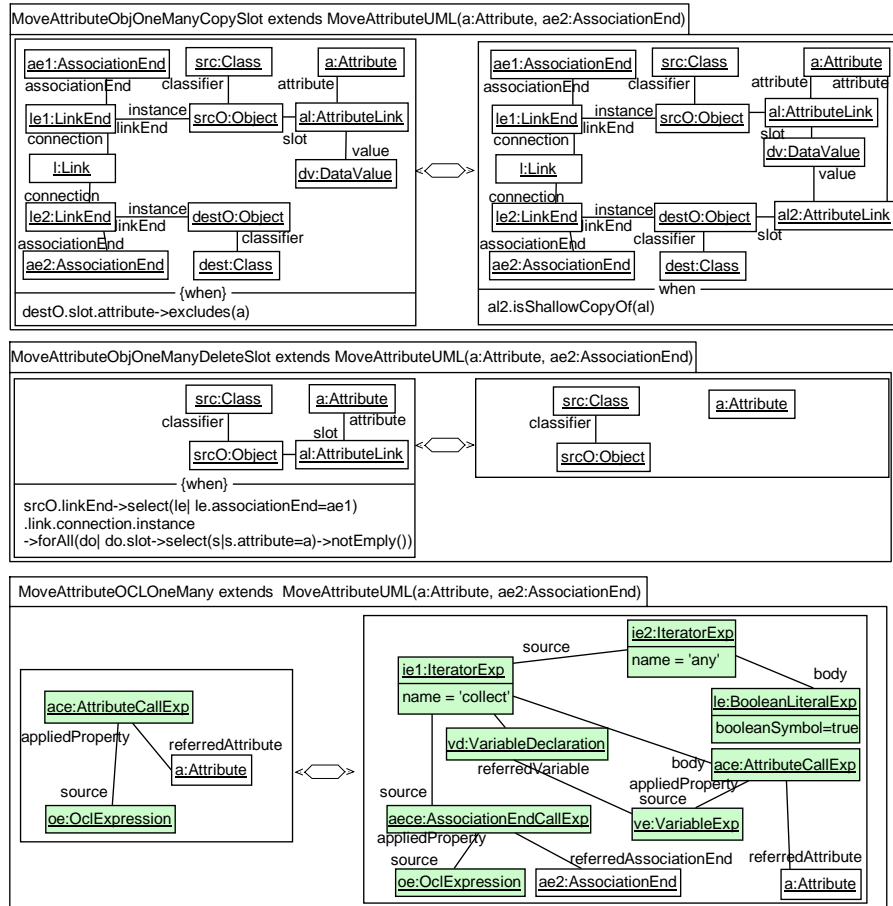 MoveAttributeObjOneManyCopySlot extends MoveAttributeUML(a:Attribute, ae2:AssociationEnd)
ae1:AssociationEnd
src:Class
a:Attribute
associationEnd
classifier
attribute
le1:LinkEnd
instance
linkEnd
srcO:Object
al:AttributeLink
connection
slot
value
l:Link
dv:DataValue
connection
le2:LinkEnd
instance
linkEnd
destO:Object
associationEnd
classifier
ae2:AssociationEnd
dest:Class
{when}
destO.slot.attribute->excludes(a)
ae1:AssociationEnd
src:Class
a:Attribute
associationEnd
classifier
attribute
attribute
le1:LinkEnd
instance
linkEnd
srcO:Object
al:AttributeLink
connection
slot
l:Link
dv:DataValue
connection
value
le2:LinkEnd
instance
linkEnd
destO:Object
al2:AttributeLink
associationEnd
classifier
slot
ae2:AssociationEnd
dest:Class
when
al2.isShallowCopyOf(al)
MoveAttributeObjOneManyDeleteSlot extends MoveAttributeUML(a:Attribute, ae2:AssociationEnd)
src:Class
a:Attribute
classifier
attribute
slot
srcO:Object
al:AttributeLink
{when}
srcO.linkEnd->select(le| le.associationEnd=ae1)
.link.connection.instance
->forAll(do| do.slot->select(s|s.attribute=a)->notEmply())
src:Class
a:Attribute
classifier
srcO:Object
MoveAttributeOCLOneMany extends MoveAttributeUML(a:Attribute, ae2:AssociationEnd)
ace:AttributeCallExp
appliedProperty
referredAttribute
a:Attribute
source
oe:OclExpression
ie2:IteratorExp
name = 'any'
source
ie1:IteratorExp
name = 'collect'
body
le:BooleanLiteralExp
booleanSymbol=true
vd:VariableDeclaration
body
ace:AttributeCallExp
referredVariable
appliedProperty
source
source
aece:AssociationEndCallExp
ve:VariableExp
appliedProperty
source
referredAssociationEnd
referredAttribute
oe:OclExpression
ae2:AssociationEnd
a:Attribute